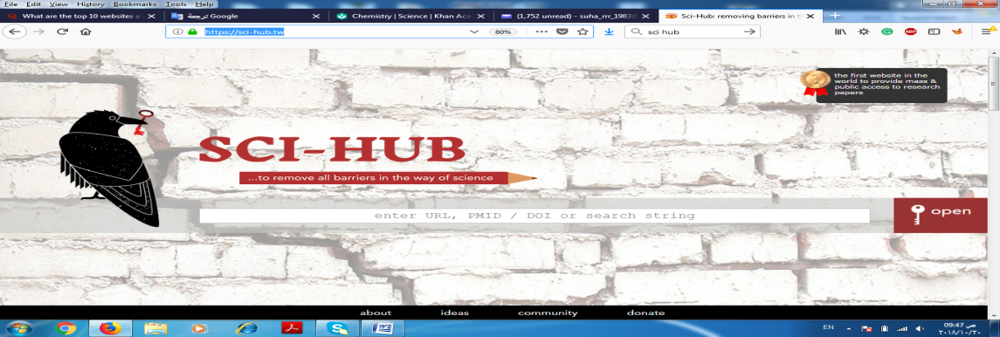 File Edit View History Bookmarks Tools Help
What are the top 10 websites a
ترجمة Google
Chemistry | Science | Khan Aca
(1,752 unread) - suha_rrr_1983
Sci-Hub: removing barriers in t
https://sci-hub.tw
80%
sci hub
ABP
the first website in the
world to provide mass &
public access to research
papers
SCI-HUB
...to remove all barriers in the way of science
enter URL, PMID / DOI or search string
open
about ideas community donate
EN
09:47 ص
٢٠١٨/١٠/٢٠